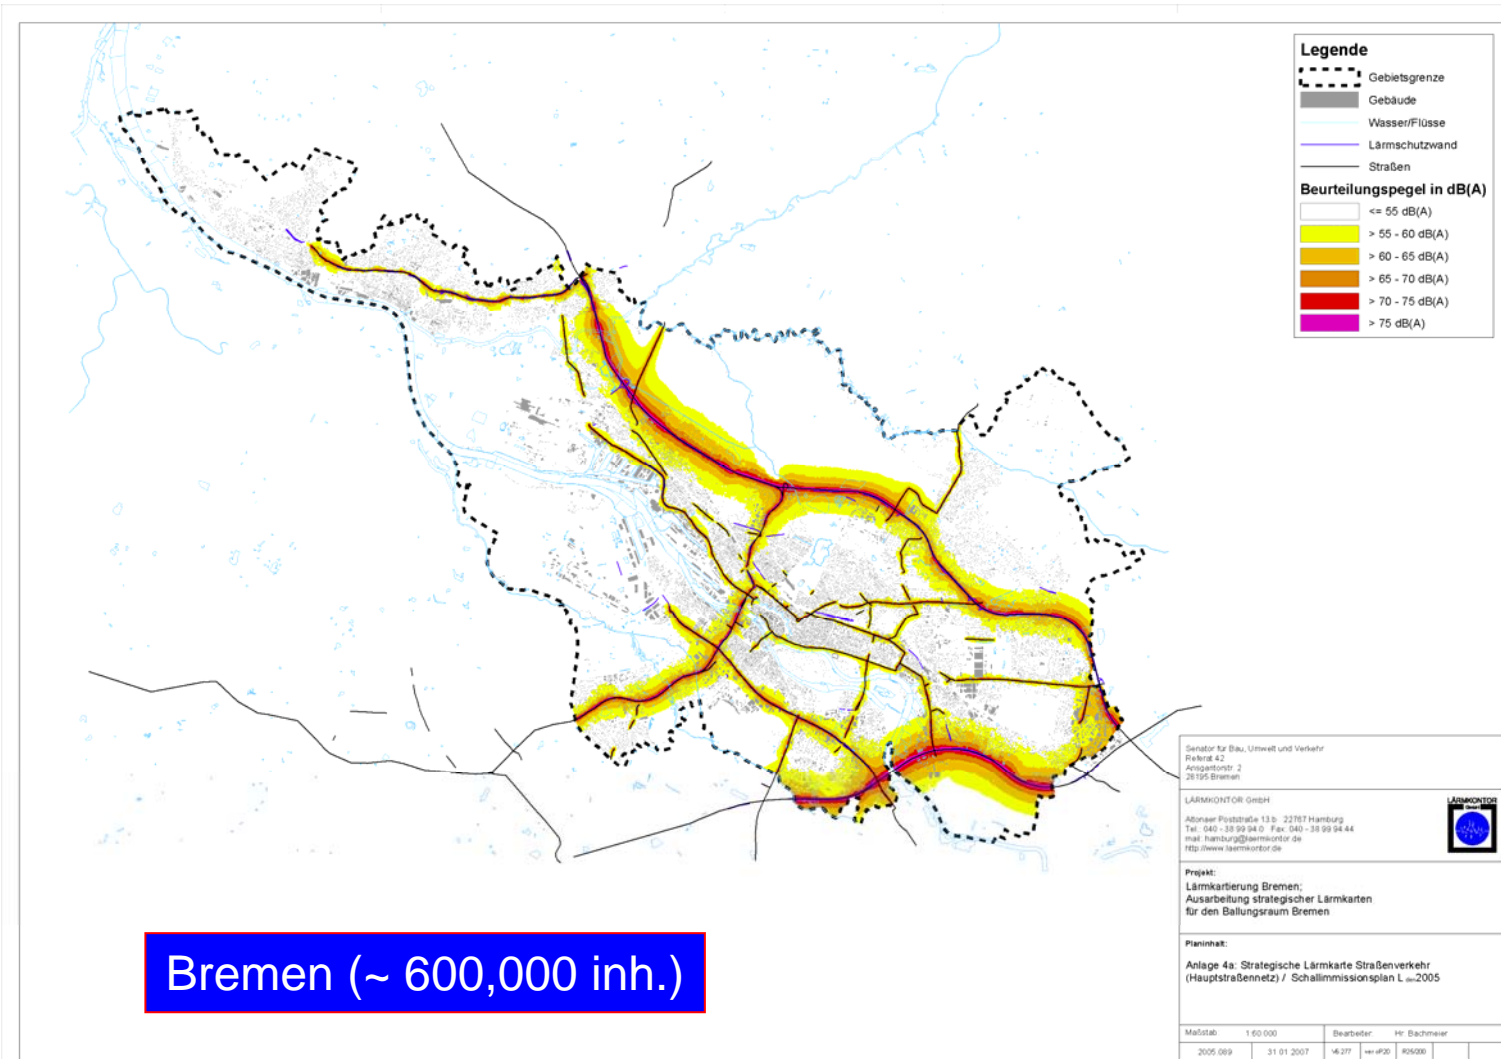 Legende
Gebietsgrenze
Gebäude
Wasser/Flüsse
Lärmschutzwand
Straßen
Beurteilungspegel in dB(A)
<= 55 dB(A)
> 55 - 60 dB(A)
> 60 - 65 dB(A)
> 65 - 70 dB(A)
> 70 - 75 dB(A)
> 75 dB(A)
Senator für Bau, Umwelt und Verkehr
Referat 42
Ansgaritorstr. 2
28195 Bremen
LÄRMKONTOR GmbH
Altonaer Poststraße 13 b 22767 Hamburg
Tel.: 040 - 38 99 94.0 Fax: 040 - 38 99 94.44
mail: hamburg@laermkontor.de
http://www.laermkontor.de
LÄRMKONTOR
GmbH
Projekt:
Lärmkartierung Bremen;
Ausarbeitung strategischer Lärmkarten
für den Ballungsraum Bremen
Planinhalt:
Anlage 4a: Strategische Lärmkarte Straßenverkehr
(Hauptstraßennetz) / Schallimmissionsplan L den 2005
Maßstab: 1:60.000 Bearbeiter: Hr. Bachmeier
2005.089 31.01.2007
Bremen (~ 600,000 inh.)